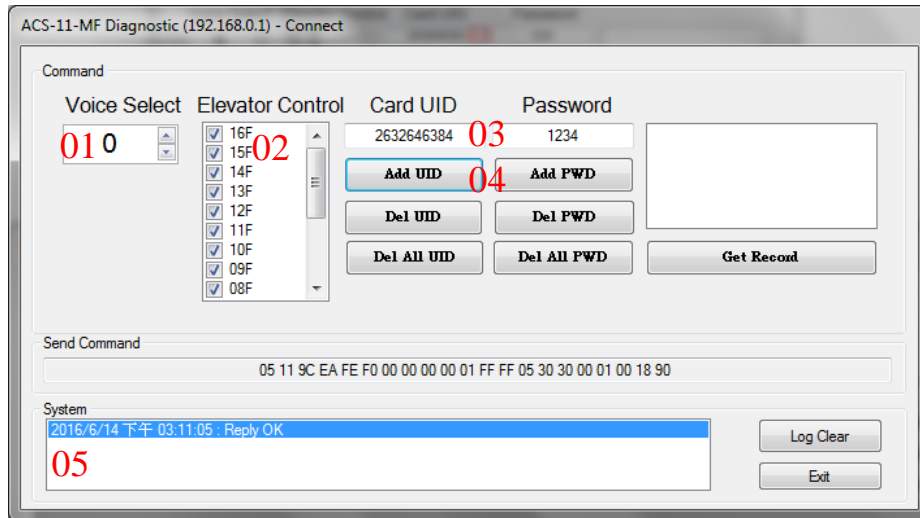 ACS-11-MF Diagnostic (192.168.0.1) - Connect
Command
Voice Select Elevator Control Card UID Password
01 0
02
16F
15F
14F
13F
12F
11F
10F
09F
08F
2632646384 03 1234
Add UID 04 Add PWD
Del UID Del PWD
Del All UID Del All PWD Get Record
Send Command
05 11 9C EA FE F0 00 00 00 00 01 FF FF 05 30 30 00 01 00 18 90
System
2016/6/14 下午 03:11:05 : Reply OK
05
Log Clear
Exit